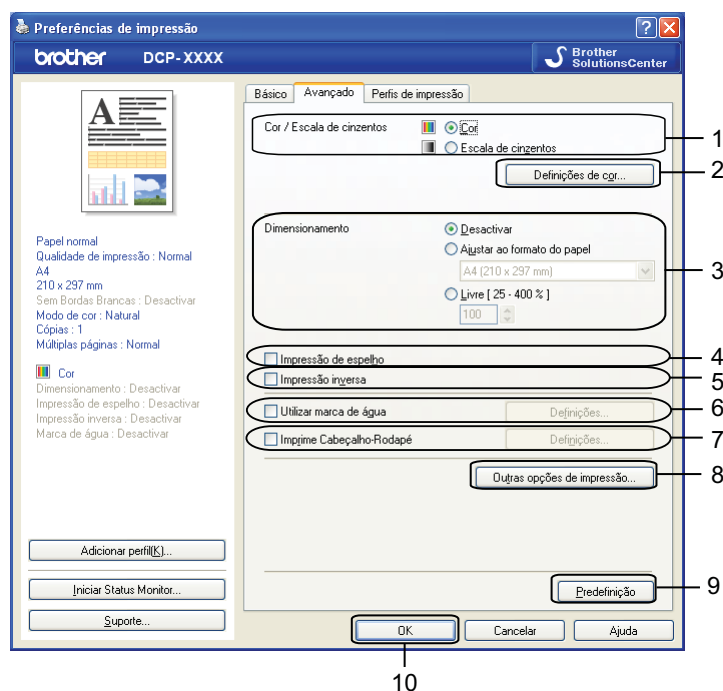 Preferências de impressão
brother DCP-XXXX
Brother
SolutionsCenter
Básico Avançado Perfis de impressão
Cor / Escala de cinzentos
Cor
Escala de cinzentos
1
Definições de cor...
2
Dimensionamento
Desactivar
Ajustar ao formato do papel
A4 (210 x 297 mm)
Livre [ 25 - 400 % ]
100
3
Impressão de espelho
4
Impressão inversa
5
Utilizar marca de água Definições...
6
Imprime Cabeçalho-Rodapé Definições...
7
Outras opções de impressão...
8
Predefinição
9
A
Papel normal
Qualidade de impressão : Normal
A4
210 x 297 mm
Sem Bordas Brancas : Desactivar
Modo de cor : Natural
Cópias : 1
Múltiplas páginas : Normal
Cor
Dimensionamento : Desactivar
Impressão de espelho : Desactivar
Impressão inversa : Desactivar
Marca de água : Desactivar
Adicionar perfil(K)...
Iniciar Status Monitor...
Suporte...
OK Cancelar Ajuda
10